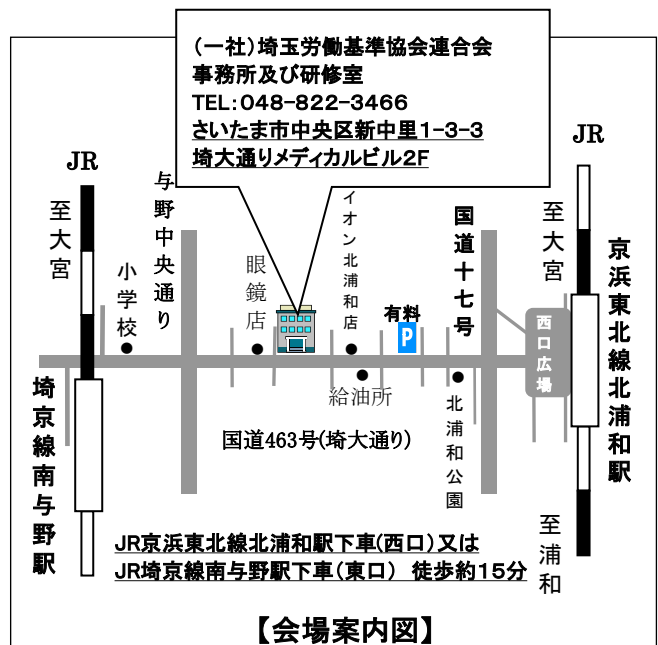 （一社）埼玉労働基準協会連合会
事務所及び研修室
TEL：048-822-3466
さいたま市中央区新中里1-3-3
埼大通りメディカルビル2F
JR
JR
至大宮
小学校
与野中央通り
眼鏡店
イオン北浦和店
有料
P
国道十七号
至大宮
西口広場
京浜東北線北浦和駅
埼京線南与野駅
給油所
北浦和公園
国道463号(埼大通り)
至浦和
JR京浜東北線北浦和駅下車(西口)又は
JR埼京線南与野駅下車(東口)　徒歩約15分
【会場案内図】